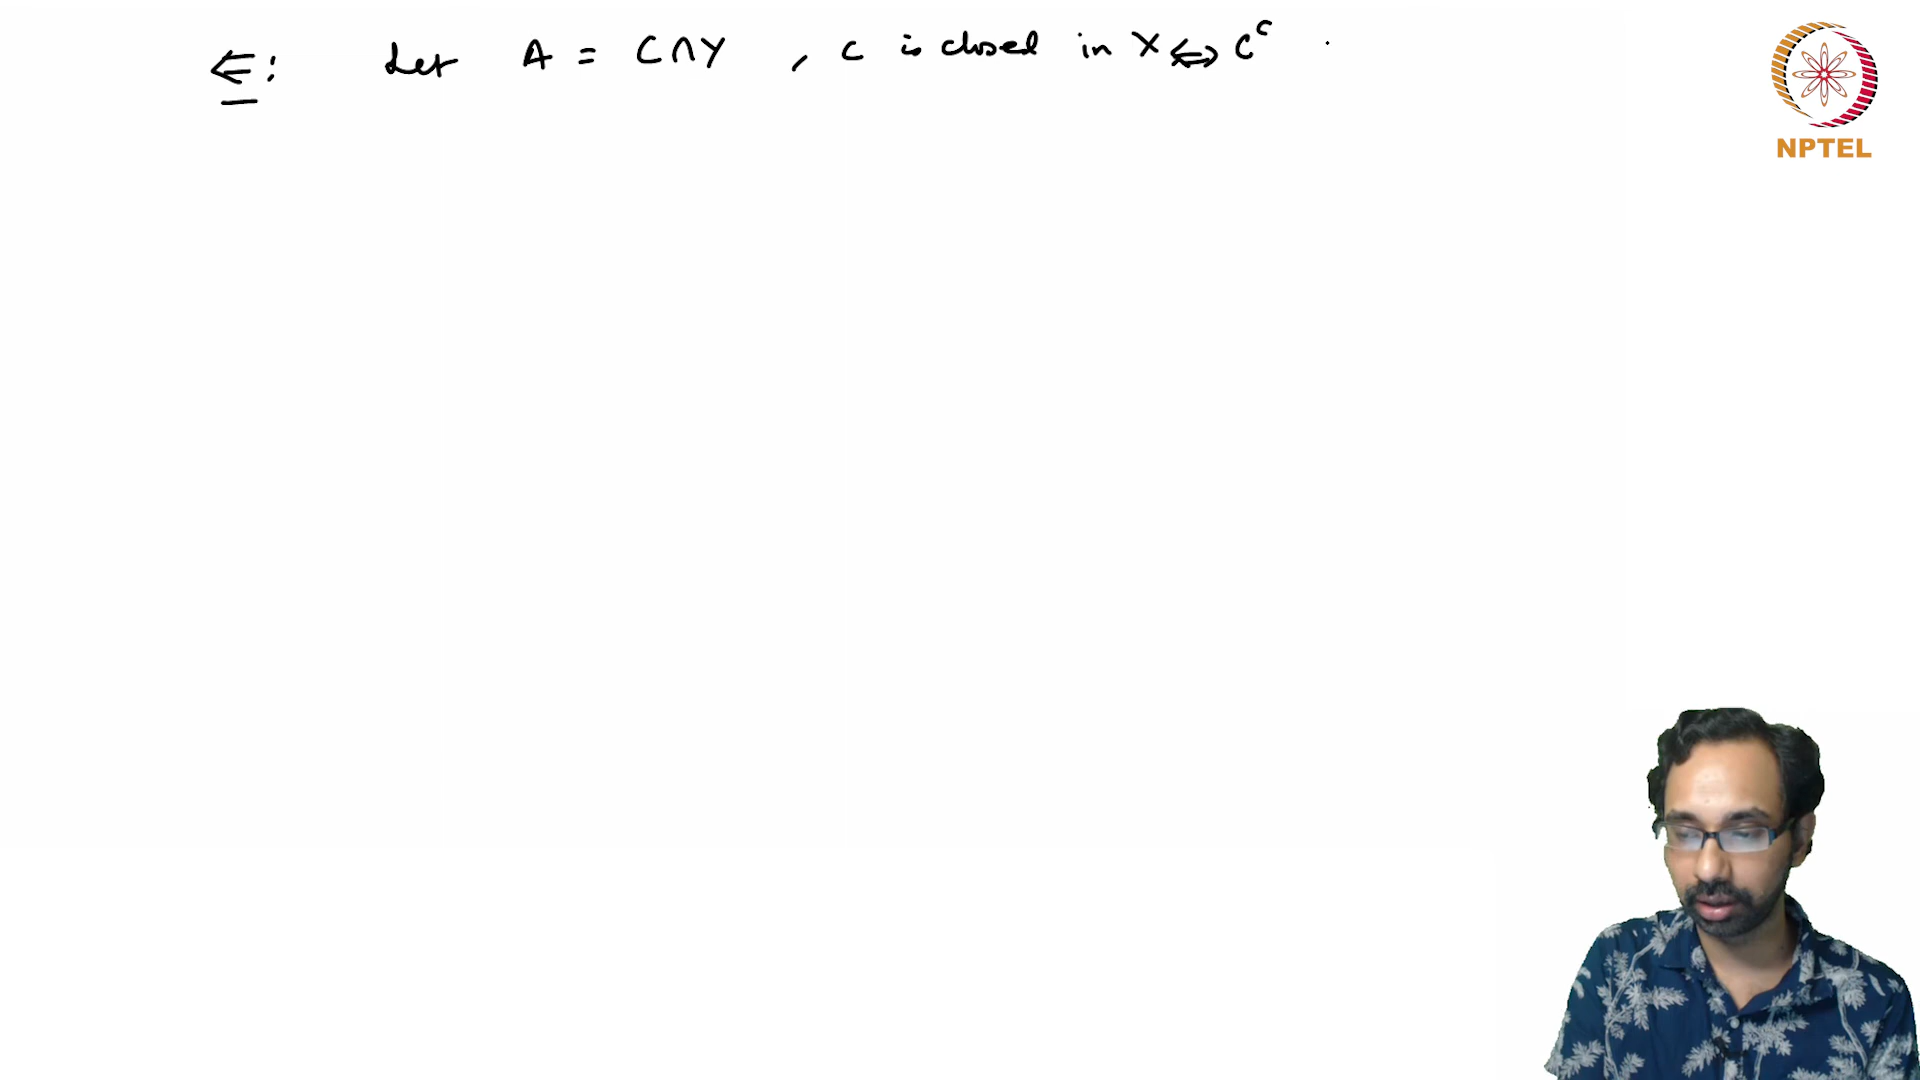 ⇐: Let A = C∩Y , C is closed in X ⇔ Cᶜ
NPTEL